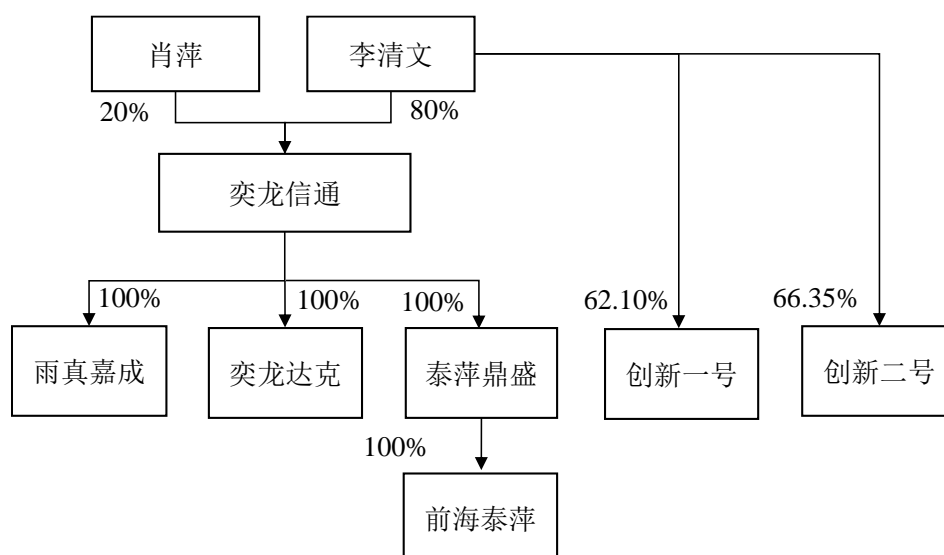 肖萍
李清文
20%
80%
奕龙信通
100%
100%
100%
62.10%
66.35%
雨真嘉成
奕龙达克
泰萍鼎盛
创新一号
创新二号
100%
前海泰萍